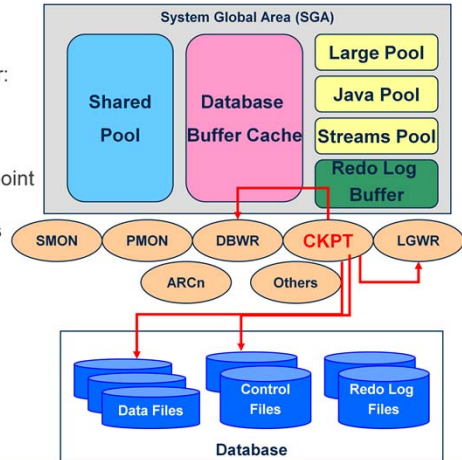 System Global Area (SGA)
r:
Shared
Pool
Database
Buffer Cache
Large Pool
Java Pool
Streams Pool
Redo Log
Buffer
oint
s
SMON
PMON
DBWR
CKPT
LGWR
ARCn
Others
Data Files
Control
Files
Redo Log
Files
Database